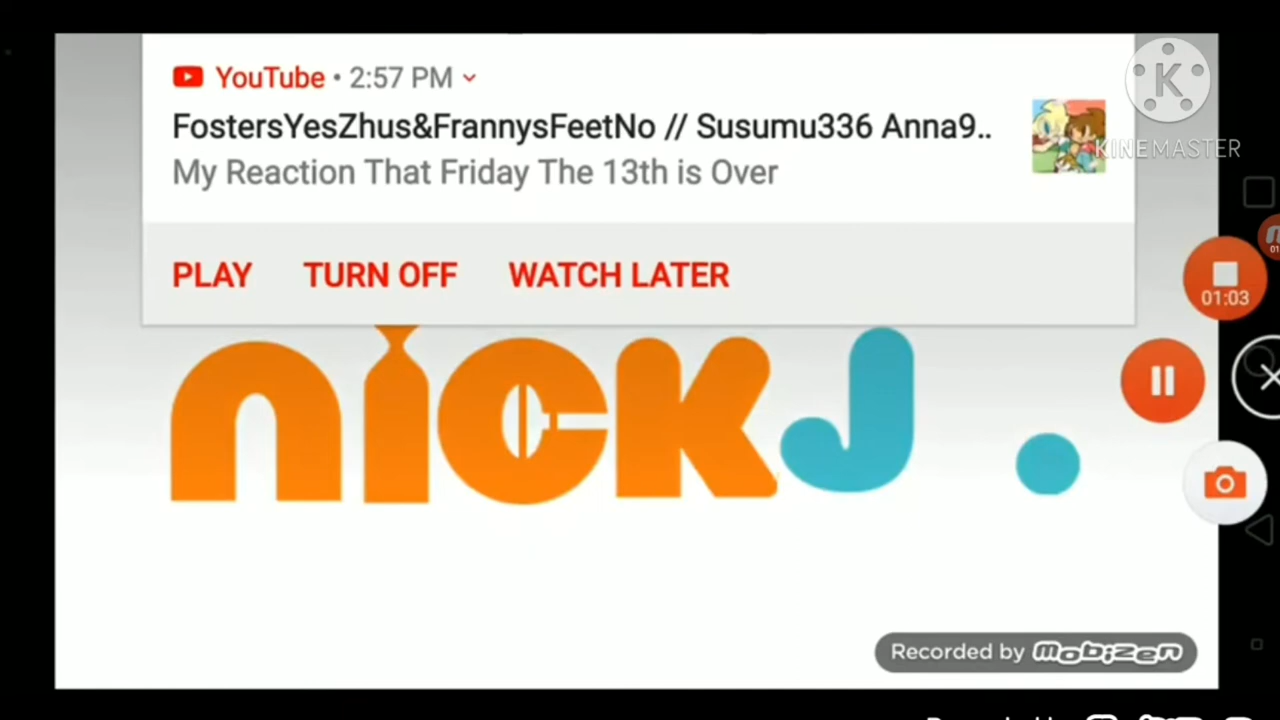 YouTube • 2:57 PM
FostersYesZhus&FrannysFeetNo // Susumu336 Anna9..
My Reaction That Friday The 13th is Over
PLAY TURN OFF WATCH LATER
K
KINEMASTER
01:03
01
nickJ.
Recorded by mobizen